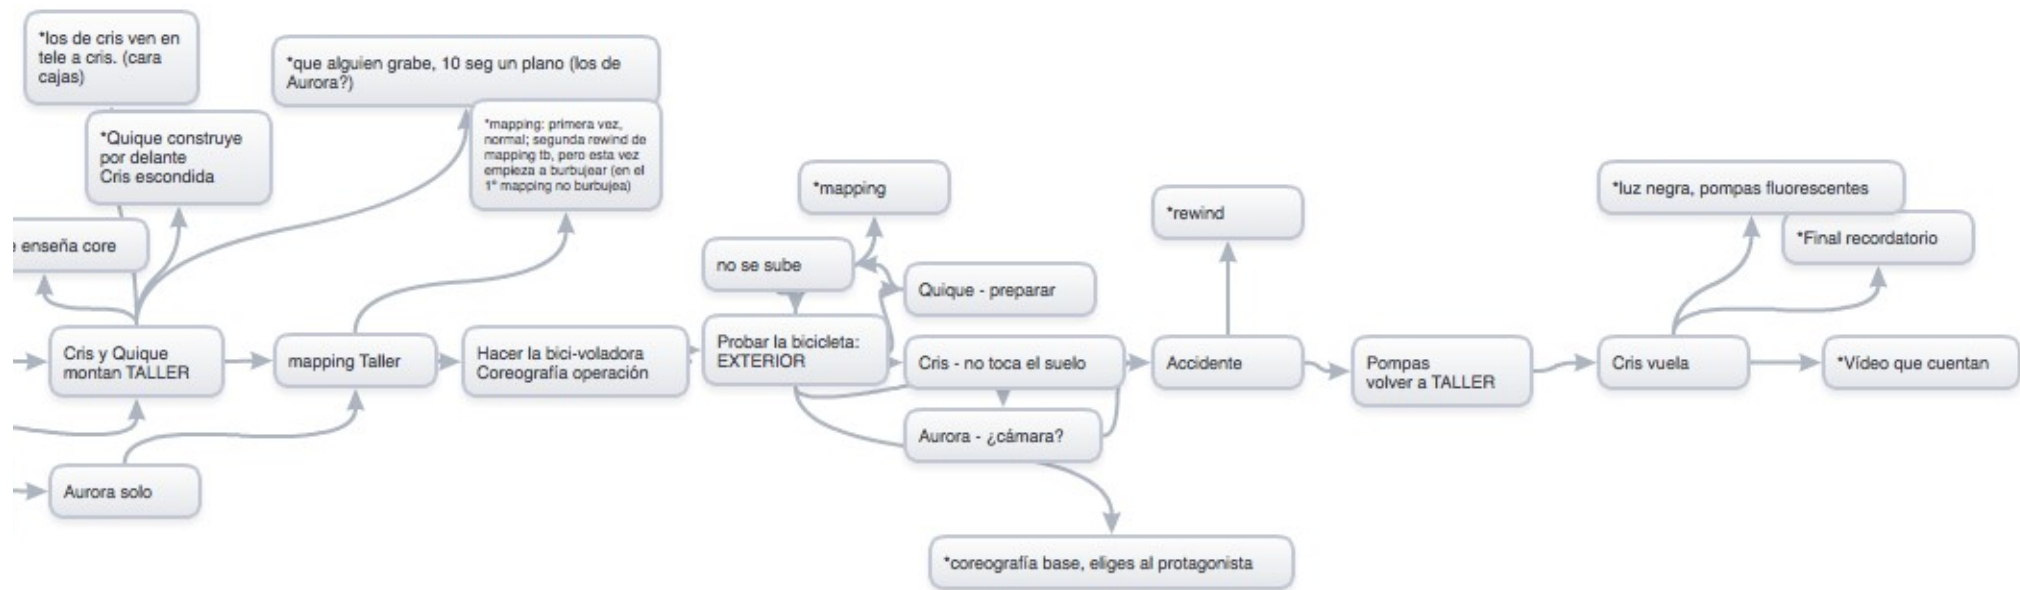 *los de cris ven en
tele a cris. (cara
cajas)
*que alguien grabe, 10 seg un plano (los de
Aurora?)
*Quique construye
por delante
Cris escondida
*mapping: primera vez,
normal; segunda rewind de
mapping tb, pero esta vez
empieza a burbujear (en el
1º mapping no burbujea)
enseña core
Cris y Quique
montan TALLER
mapping Taller
Hacer la bici-voladora
Coreografía operación
Aurora solo
*mapping
no se sube
Quique - preparar
Probar la bicicleta:
EXTERIOR
Cris - no toca el suelo
Aurora - ¿cámara?
*coreografía base, eliges al protagonista
*rewind
Accidente
Pompas
volver a TALLER
*luz negra, pompas fluorescentes
*Final recordatorio
Cris vuela
*Vídeo que cuentan